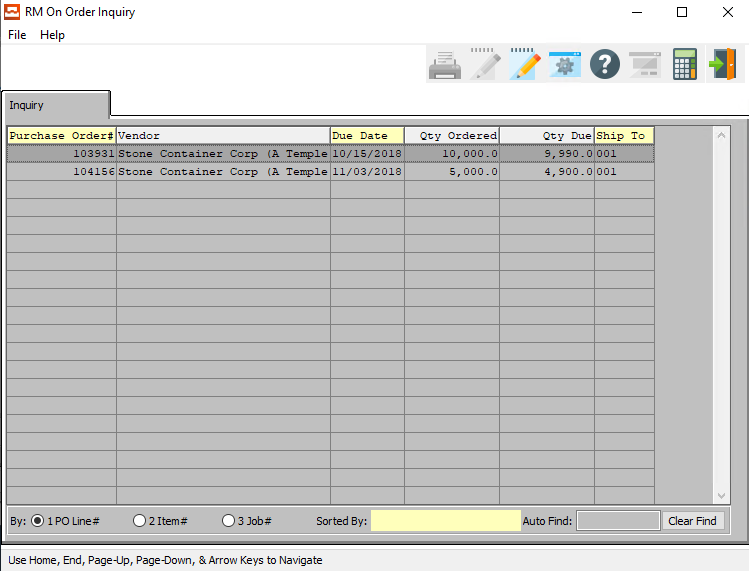 RM On Order Inquiry
File Help
Inquiry
Purchase Order# Vendor Due Date Qty Ordered Qty Due Ship To
103931 Stone Container Corp (A Temple 10/15/2018 10,000.0 9,990.0 001
104156 Stone Container Corp (A Temple 11/03/2018 5,000.0 4,900.0 001
By: 1 PO Line# 2 Item# 3 Job# Sorted By: Auto Find: Clear Find
Use Home, End, Page-Up, Page-Down, & Arrow Keys to Navigate